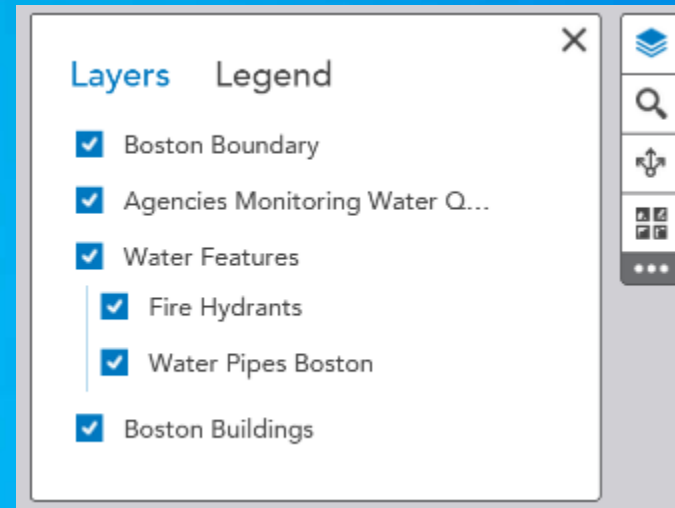 Layers Legend
Boston Boundary
Agencies Monitoring Water Q...
Water Features
Fire Hydrants
Water Pipes Boston
Boston Buildings